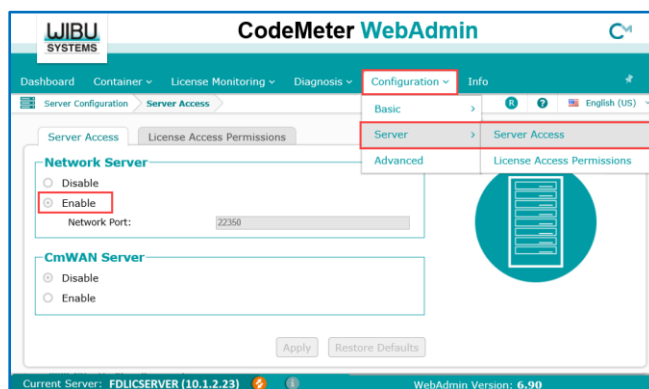 WIBU
SYSTEMS
CodeMeter WebAdmin
Dashboard Container License Monitoring Diagnosis Configuration Info
Server Configuration Server Access
English (US)
Basic
Server
Advanced
Server Access
License Access Permissions
Server Access License Access Permissions
Network Server
Disable
Enable
Network Port: 22350
CmWAN Server
Disable
Enable
Apply Restore Defaults
Current Server: FDLICSERVER (10.1.2.23)
WebAdmin Version: 6.90